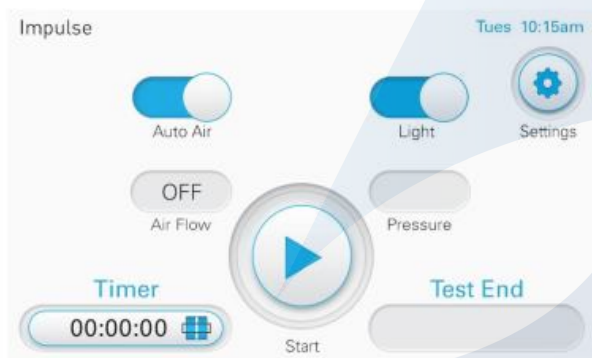 Impulse
Tues 10:15am
Auto Air
Light
Settings
OFF
Air Flow
Pressure
Timer
Test End
00:00:00
Start